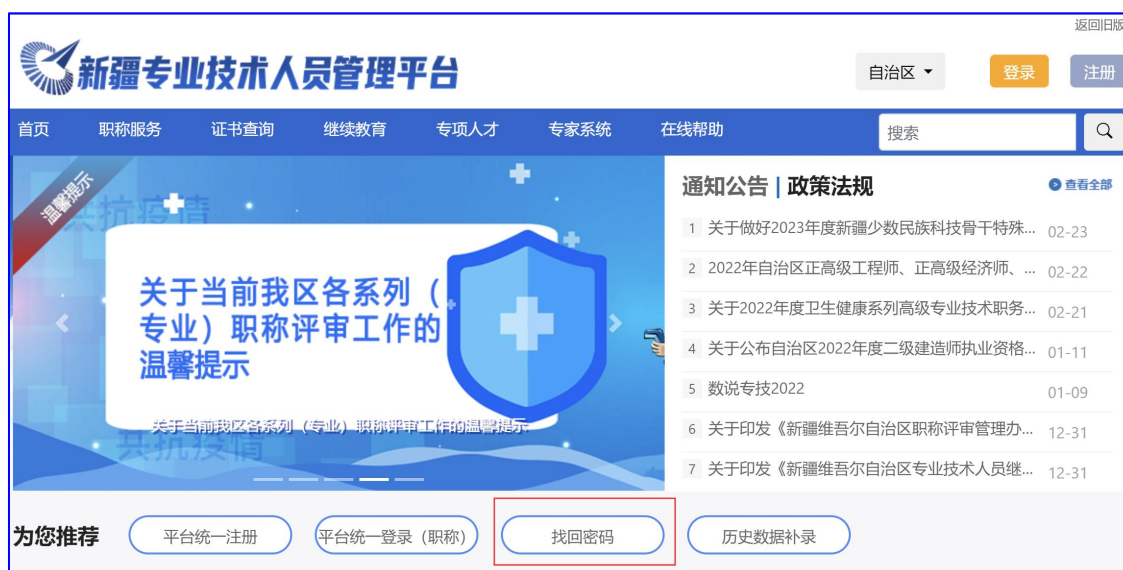 返回旧版
新疆专业技术人员管理平台
自治区
登录
注册
首页 职称服务 证书查询 继续教育 专项人才 专家系统 在线帮助
搜索
温馨提示
共抗疫情
关于当前我区各系列（
专业）职称评审工作的
温馨提示
关于当前我区各系列（专业）职称评审工作的温馨提示
共抗疫情
通知公告 | 政策法规
查看全部
1 关于做好2023年度新疆少数民族科技骨干特殊... 02-23
2 2022年自治区正高级工程师、正高级经济师、... 02-22
3 关于2022年度卫生健康系列高级专业技术职务... 02-21
4 关于公布自治区2022年度二级建造师执业资格... 01-11
5 数说专技2022 01-09
6 关于印发《新疆维吾尔自治区职称评审管理办... 12-31
7 关于印发《新疆维吾尔自治区专业技术人员继... 12-31
为您推荐 平台统一注册 平台统一登录（职称） 找回密码 历史数据补录